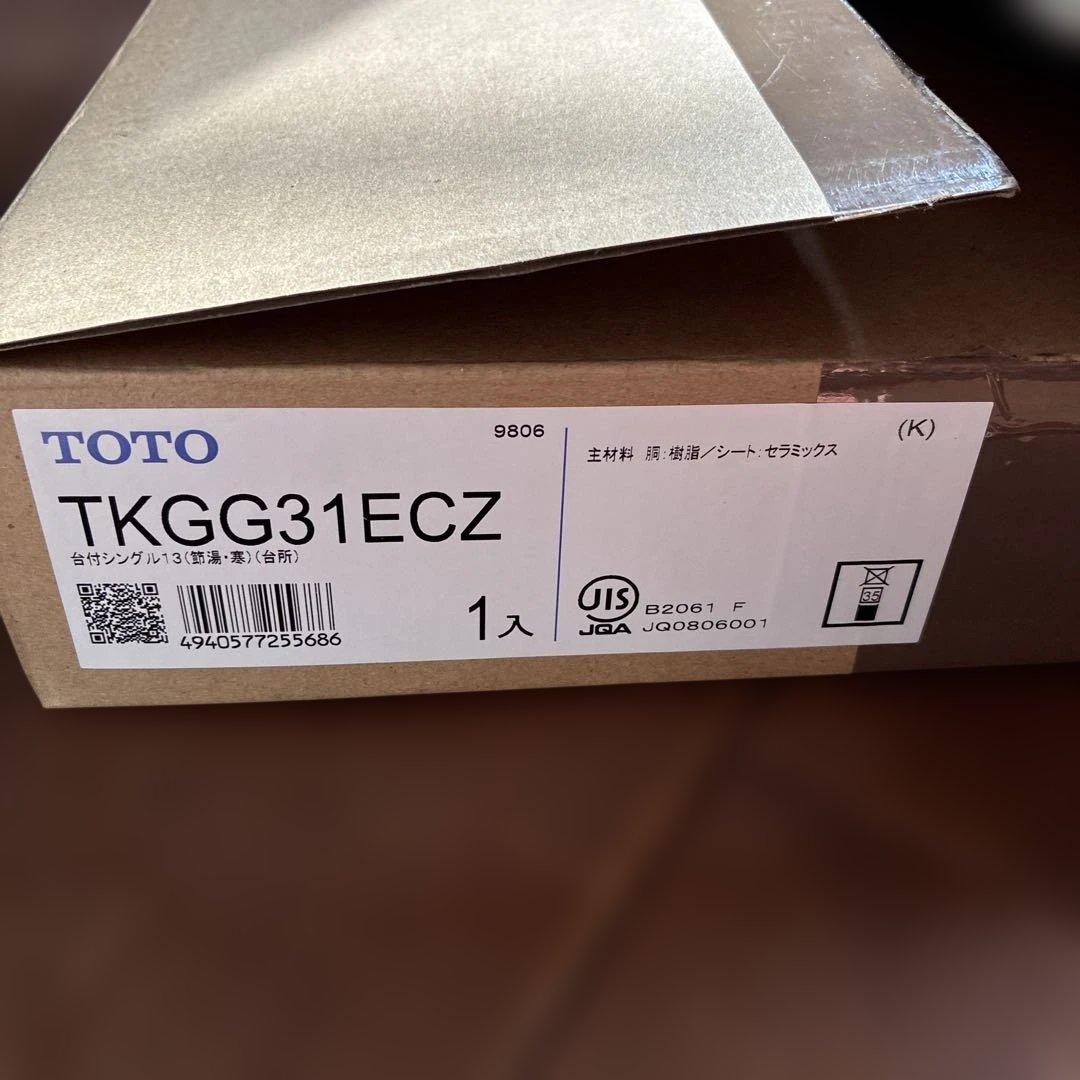 TOTO
9806
TKGG31ECZ
台付シングル13(節湯・寒)(台所)
4940577255686
1入
主材料 胴:樹脂/シート:セラミックス
(K)
JIS
JQA
B2061 F
JQ0806001
35